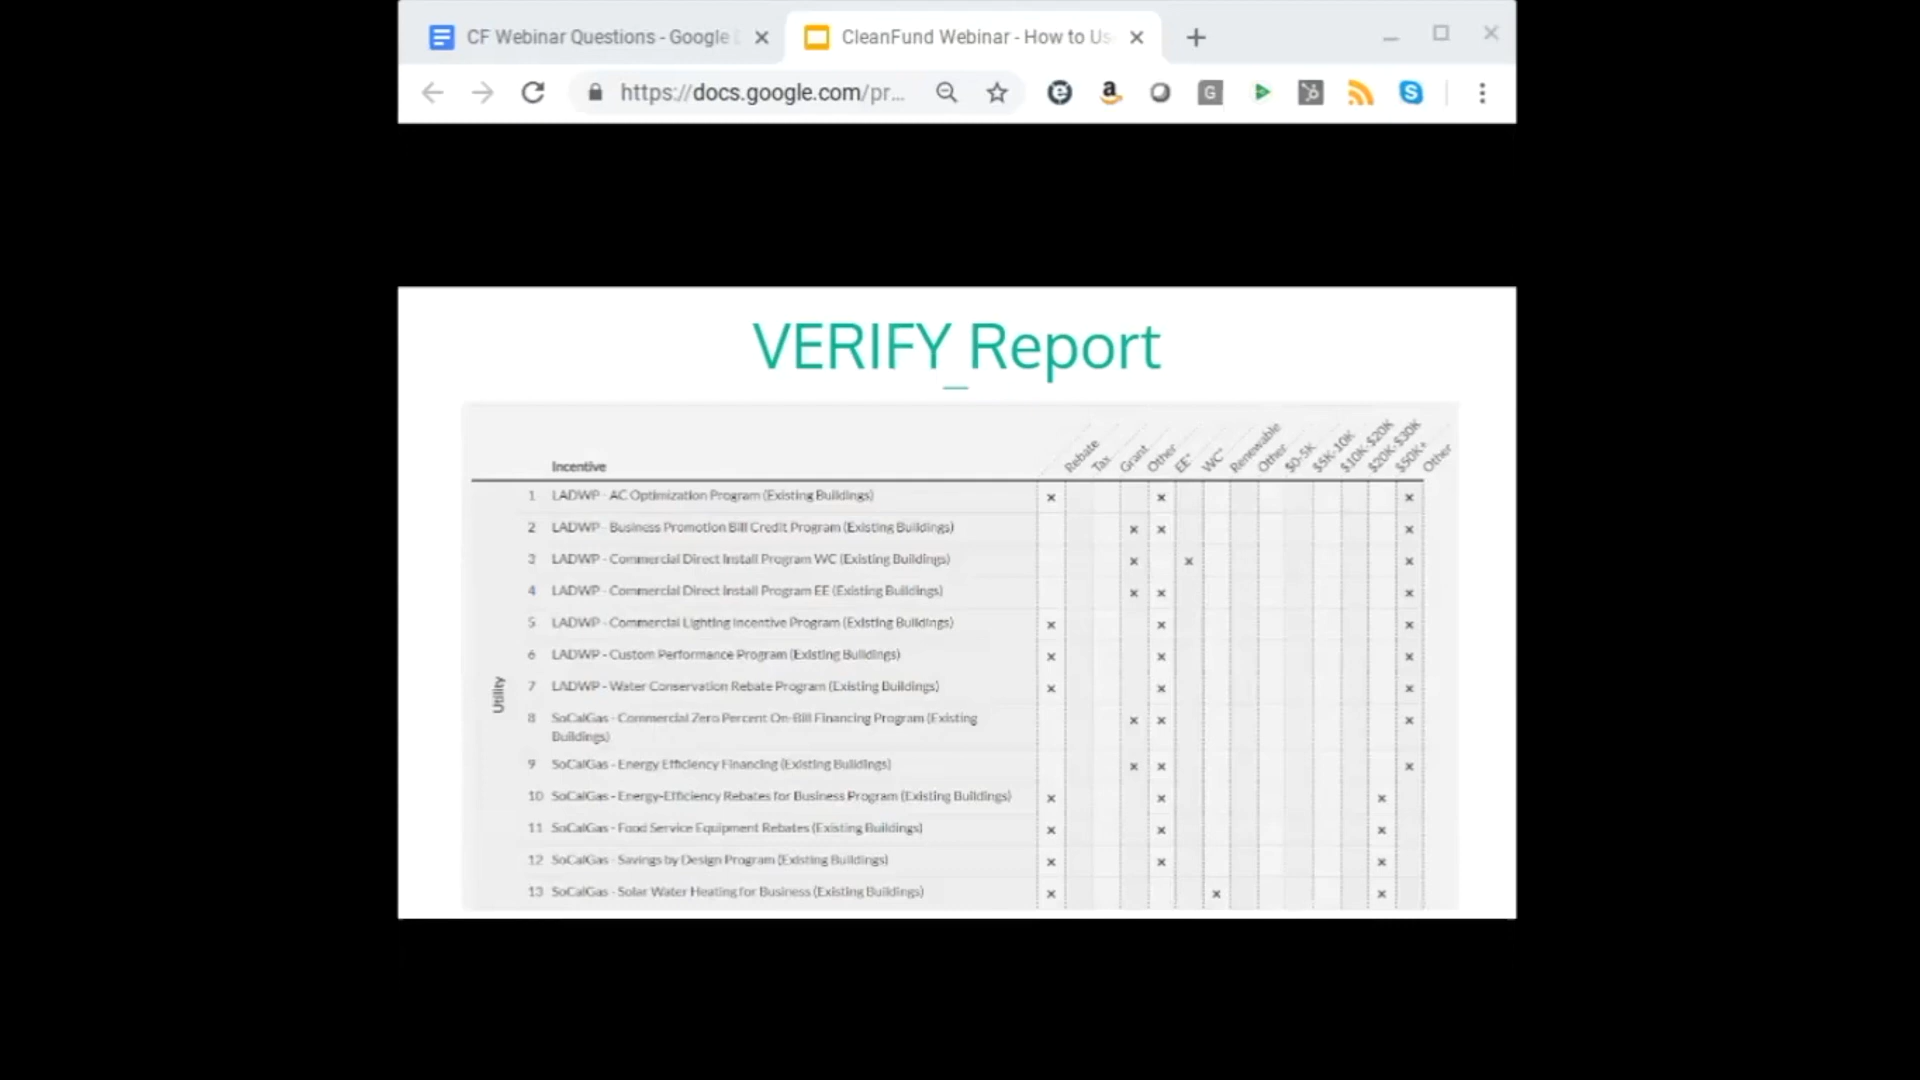 CF Webinar Questions - Google
CleanFund Webinar - How to Us
https://docs.google.com/pr...
VERIFY Report
Incentive
Rebate
Tax
Grant
Other
EE*
WC*
Renewable
Other
$0-5K
$5K-10K
$10K-$20K
$20K-$30K
$50K+
Other
Utility
1 LADWP - AC Optimization Program (Existing Buildings) x x x
2 LADWP - Business Promotion Bill Credit Program (Existing Buildings) x x x
3 LADWP - Commercial Direct Install Program WC (Existing Buildings) x x x
4 LADWP - Commercial Direct Install Program EE (Existing Buildings) x x x
5 LADWP - Commercial Lighting Incentive Program (Existing Buildings) x x x
6 LADWP - Custom Performance Program (Existing Buildings) x x x
7 LADWP - Water Conservation Rebate Program (Existing Buildings) x x x
8 SoCalGas - Commercial Zero Percent On-Bill Financing Program (Existing x x x
Buildings)
9 SoCalGas - Energy Efficiency Financing (Existing Buildings) x x x
10 SoCalGas - Energy-Efficiency Rebates for Business Program (Existing Buildings) x x x
11 SoCalGas - Food Service Equipment Rebates (Existing Buildings) x x x
12 SoCalGas - Savings by Design Program (Existing Buildings) x x x
13 SoCalGas - Solar Water Heating for Business (Existing Buildings) x x x